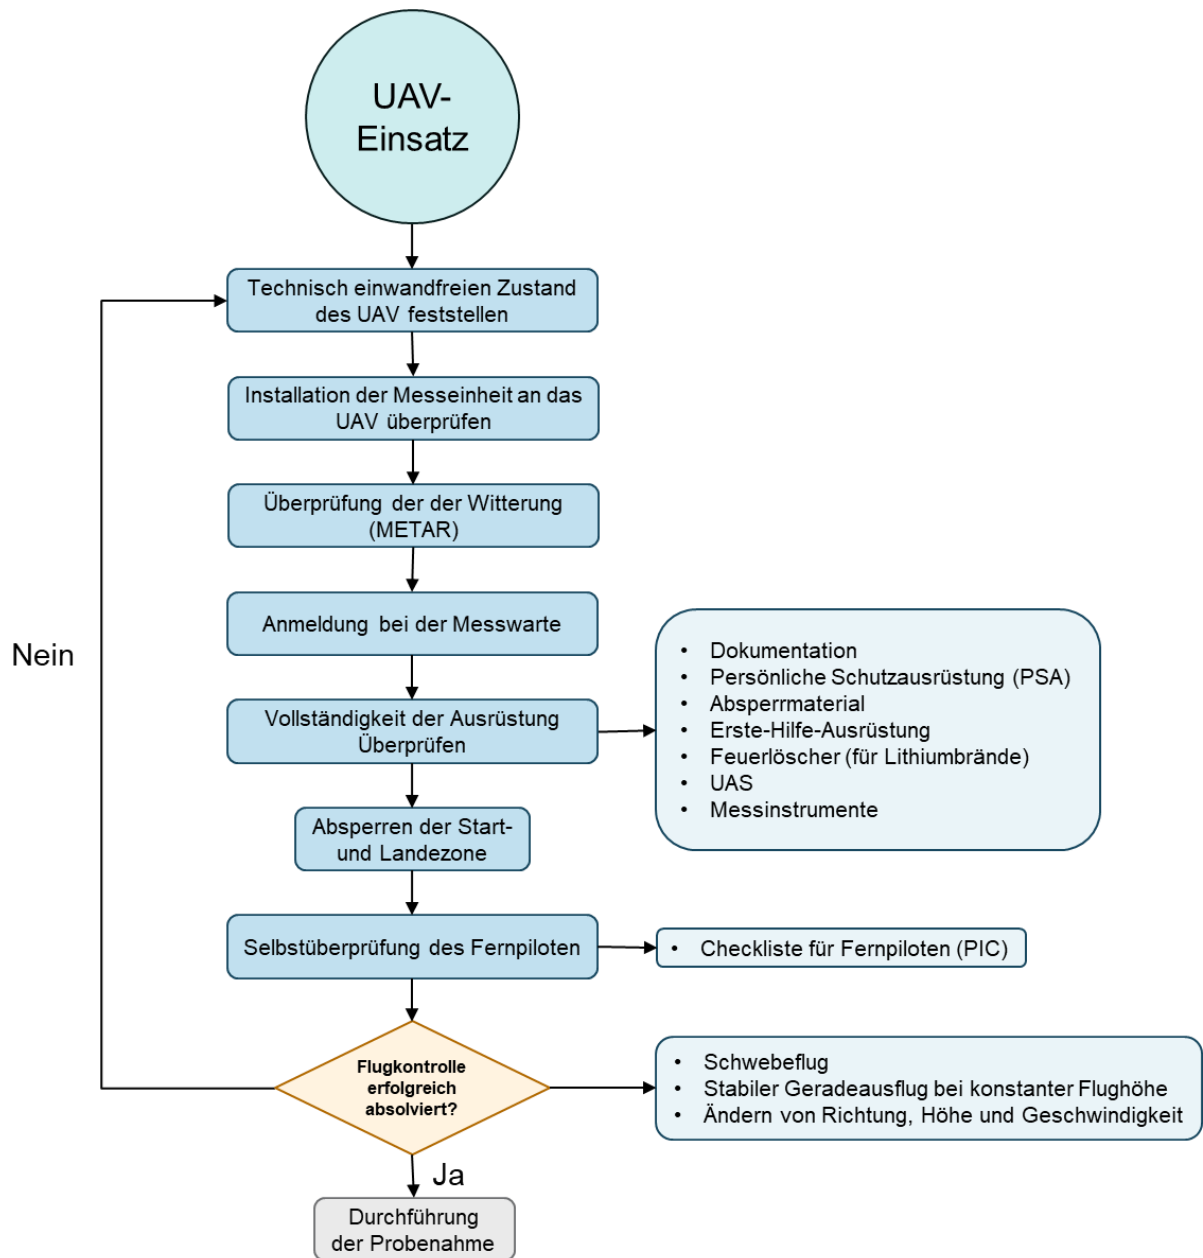 UAV-
Einsatz
Technisch einwandfreien Zustand
des UAV feststellen
Installation der Messeinheit an das
UAV überprüfen
Überprüfung der der Witterung
(METAR)
Anmeldung bei der Messwarte
Nein
• Dokumentation
• Persönliche Schutzausrüstung (PSA)
• Absperrmaterial
• Erste-Hilfe-Ausrüstung
• Feuerlöscher (für Lithiumbrände)
• UAS
• Messinstrumente
Vollständigkeit der Ausrüstung
Überprüfen
Absperren der Start-
und Landezone
Selbstüberprüfung des Fernpiloten
• Checkliste für Fernpiloten (PIC)
Flugkontrolle
erfolgreich
absolviert?
• Schwebeflug
• Stabiler Geradeausflug bei konstanter Flughöhe
• Ändern von Richtung, Höhe und Geschwindigkeit
Ja
Durchführung
der Probenahme